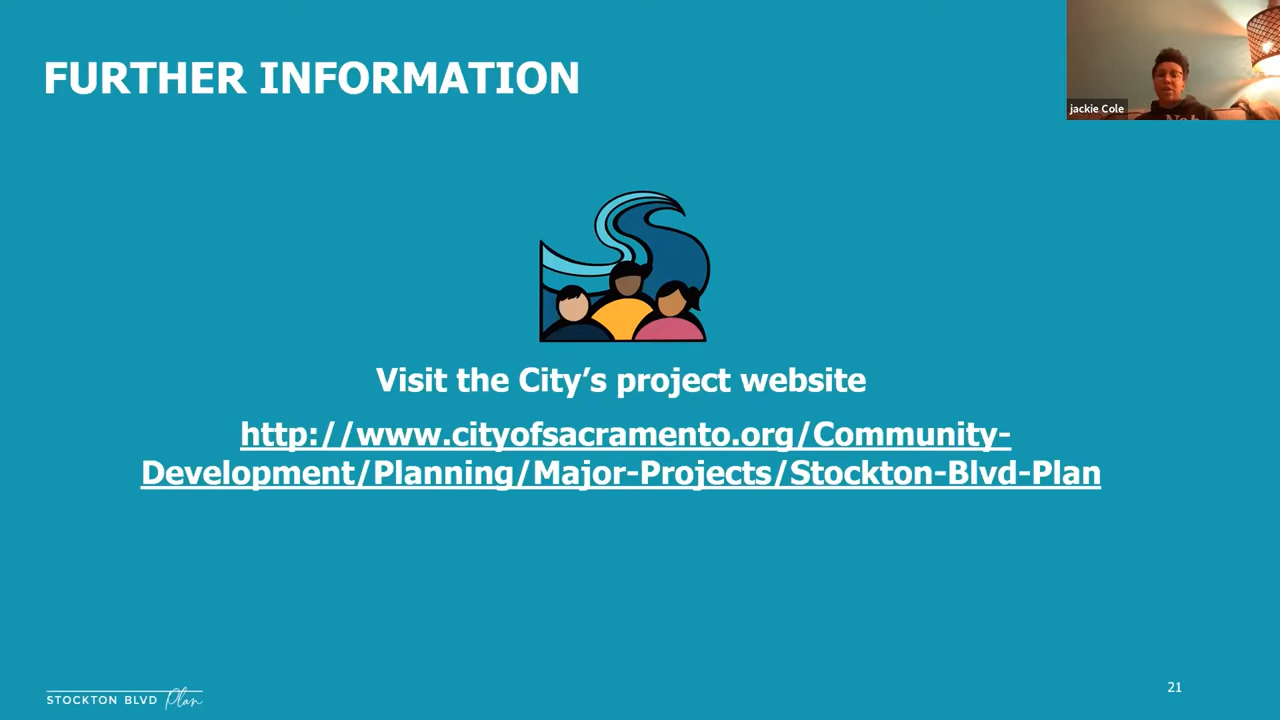 FURTHER INFORMATION
jackie Cole
Visit the City’s project website
http://www.cityofsacramento.org/Community-
Development/Planning/Major-Projects/Stockton-Blvd-Plan
STOCKTON BLVD Plan
21